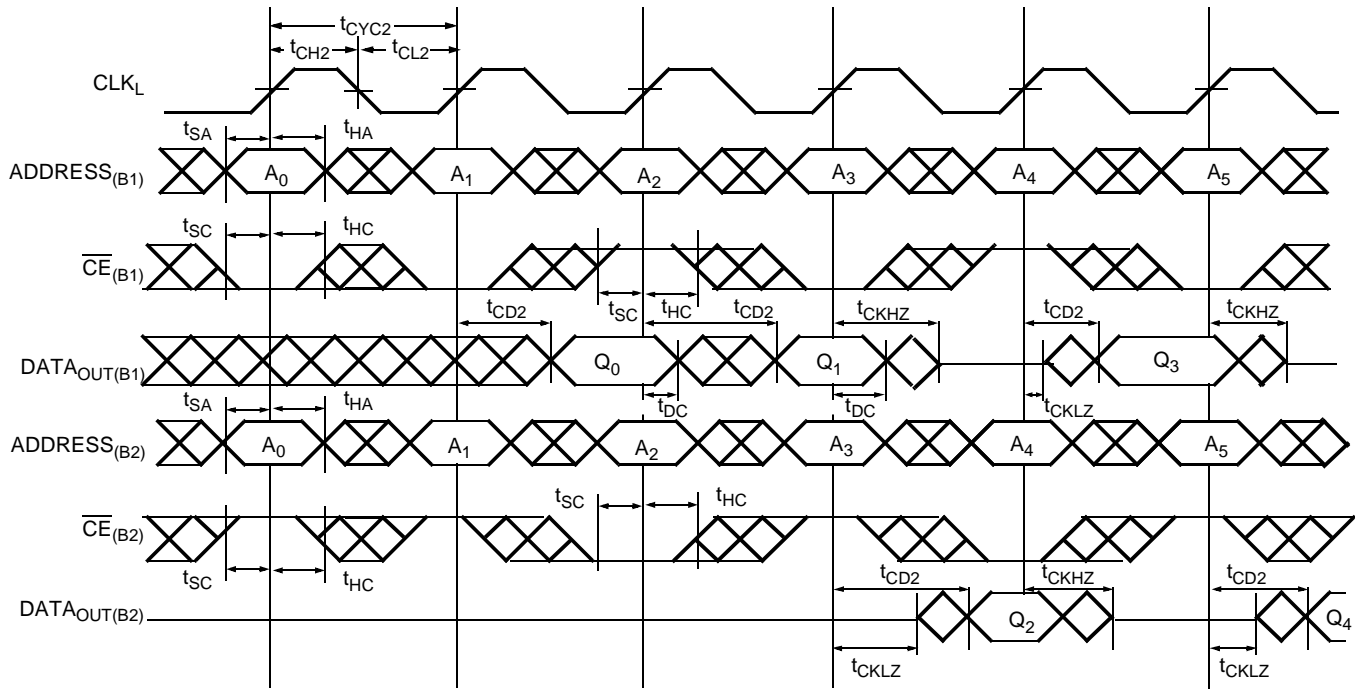 tCYC2
tCH2 tCL2
CLKL
tSA tHA
ADDRESS(B1) A0 A1 A2 A3 A4 A5
tSC tHC
CE(B1)
tSC tHC
tCD2 tCD2 tCKHZ tCD2 tCKHZ
DATAOUT(B1) Q0 Q1 Q3
tDC tDC tCKLZ
tSA tHA
ADDRESS(B2) A0 A1 A2 A3 A4 A5
tSC tHC
CE(B2)
tSC tHC
tCD2 tCKHZ tCD2
DATAOUT(B2) Q2 Q4
tCKLZ tCKLZ